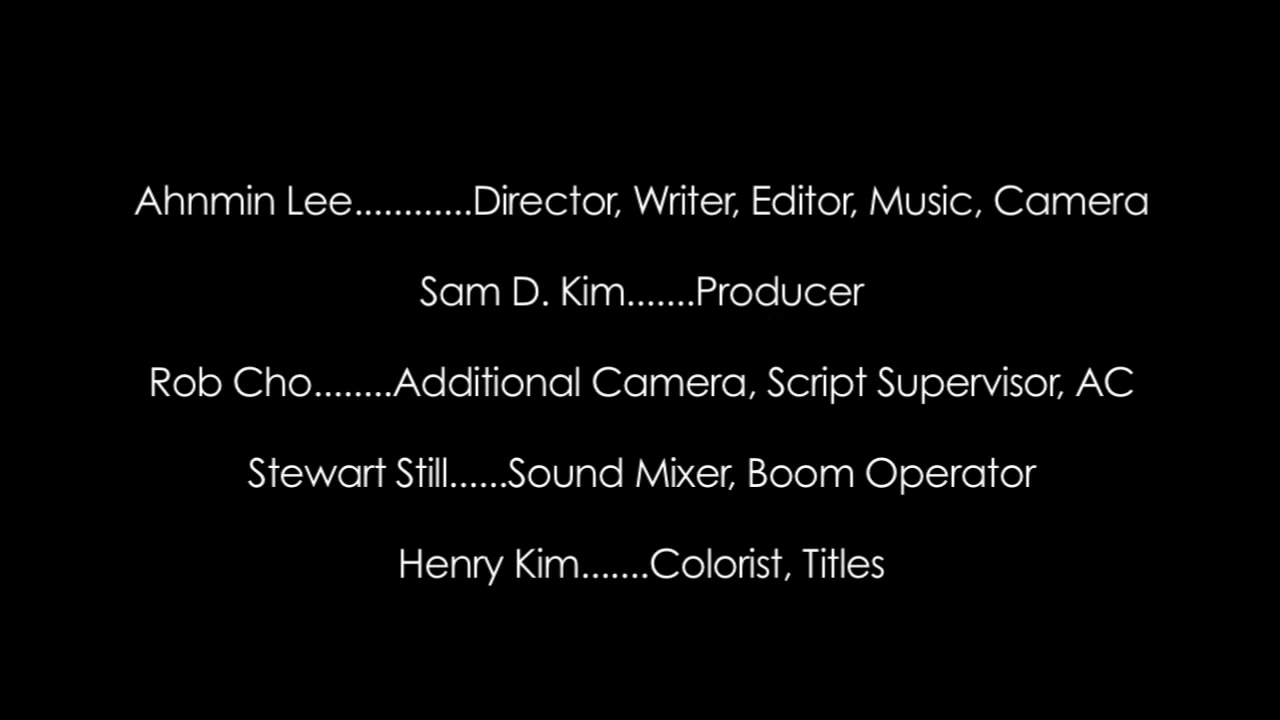 Ahnmin Lee............Director, Writer, Editor, Music, Camera
Sam D. Kim.......Producer
Rob Cho........Additional Camera, Script Supervisor, AC
Stewart Still......Sound Mixer, Boom Operator
Henry Kim.......Colorist, Titles